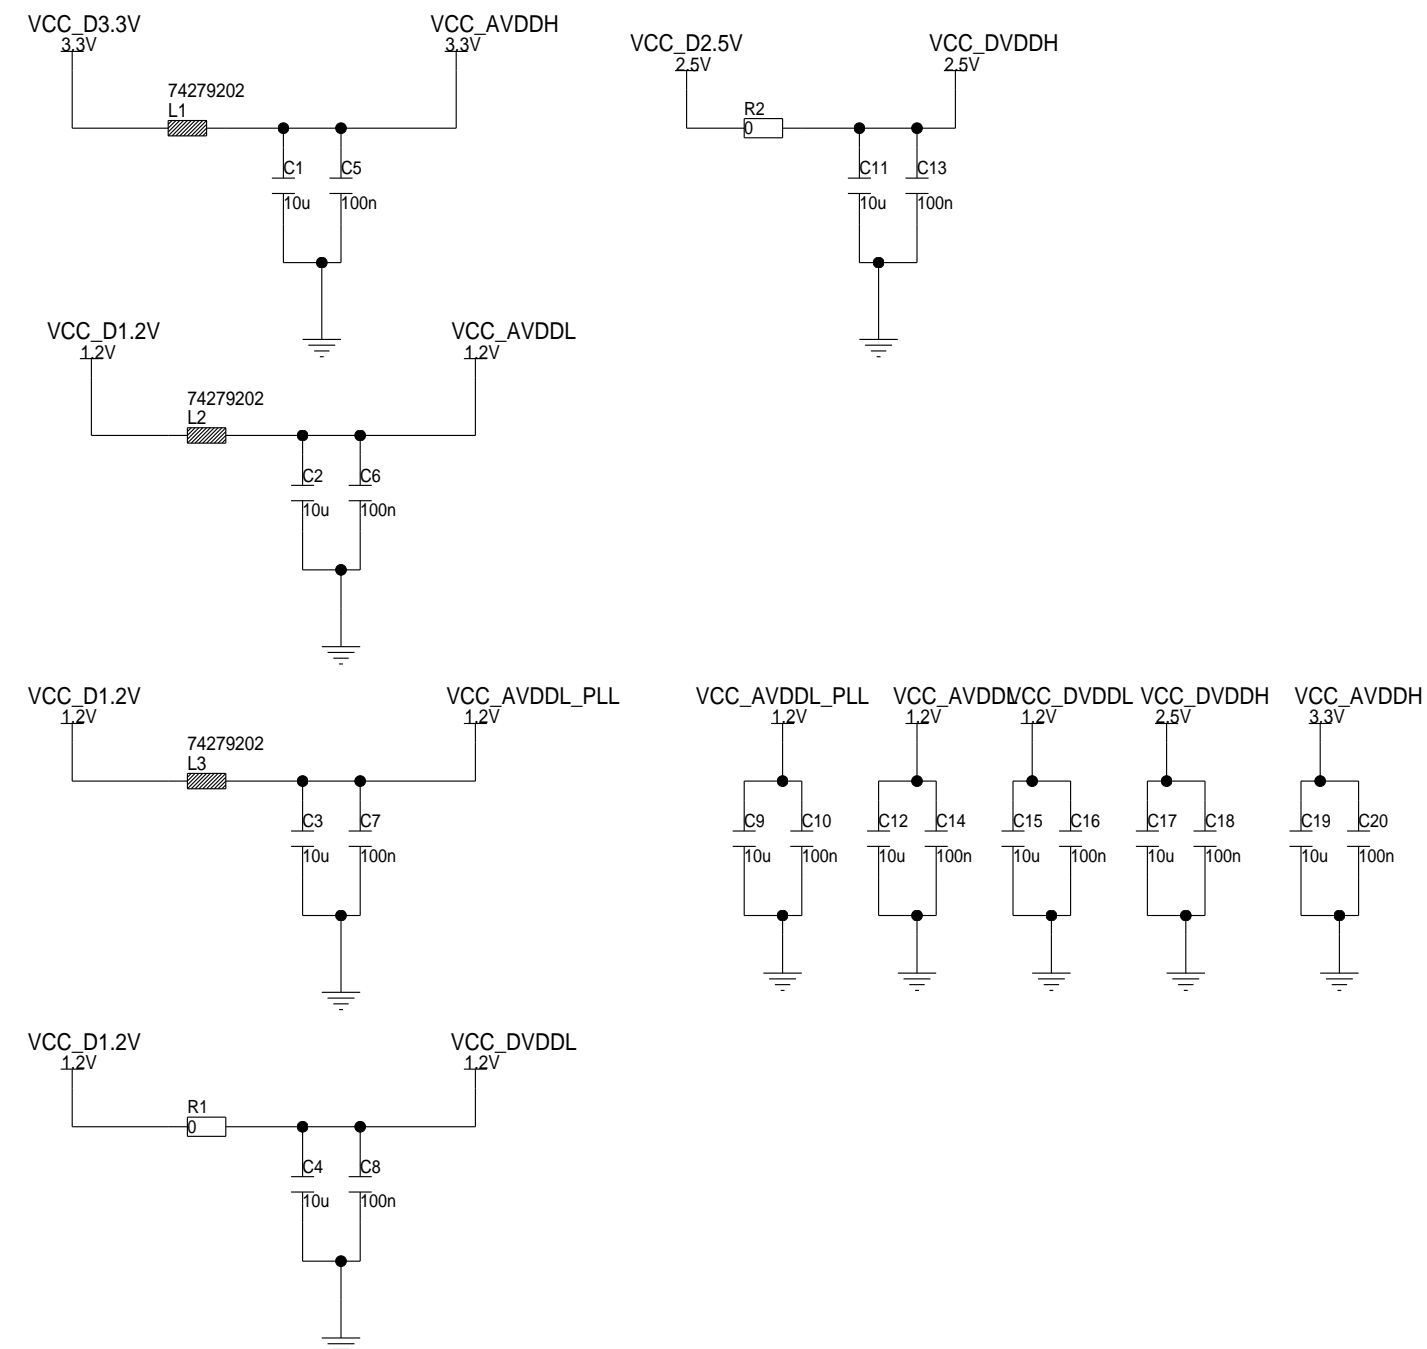 VCC_D3.3V
3.3V
VCC_AVDDH
3.3V
74279202
L1
C1
10u
C5
100n
VCC_D2.5V
2.5V
VCC_DVDDH
2.5V
R2
0
C11
10u
C13
100n
VCC_D1.2V
1.2V
VCC_AVDDL
1.2V
74279202
L2
C2
10u
C6
100n
VCC_D1.2V
1.2V
VCC_AVDDL_PLL
1.2V
74279202
L3
C3
10u
C7
100n
VCC_AVDDL_PLL
1.2V
C9
10u
C10
100n
VCC_AVDDL
1.2V
C12
10u
C14
100n
VCC_DVDDL
1.2V
C15
10u
C16
100n
VCC_DVDDH
2.5V
C17
10u
C18
100n
VCC_AVDDH
3.3V
C19
10u
C20
100n
VCC_D1.2V
1.2V
VCC_DVDDL
1.2V
R1
0
C4
10u
C8
100n